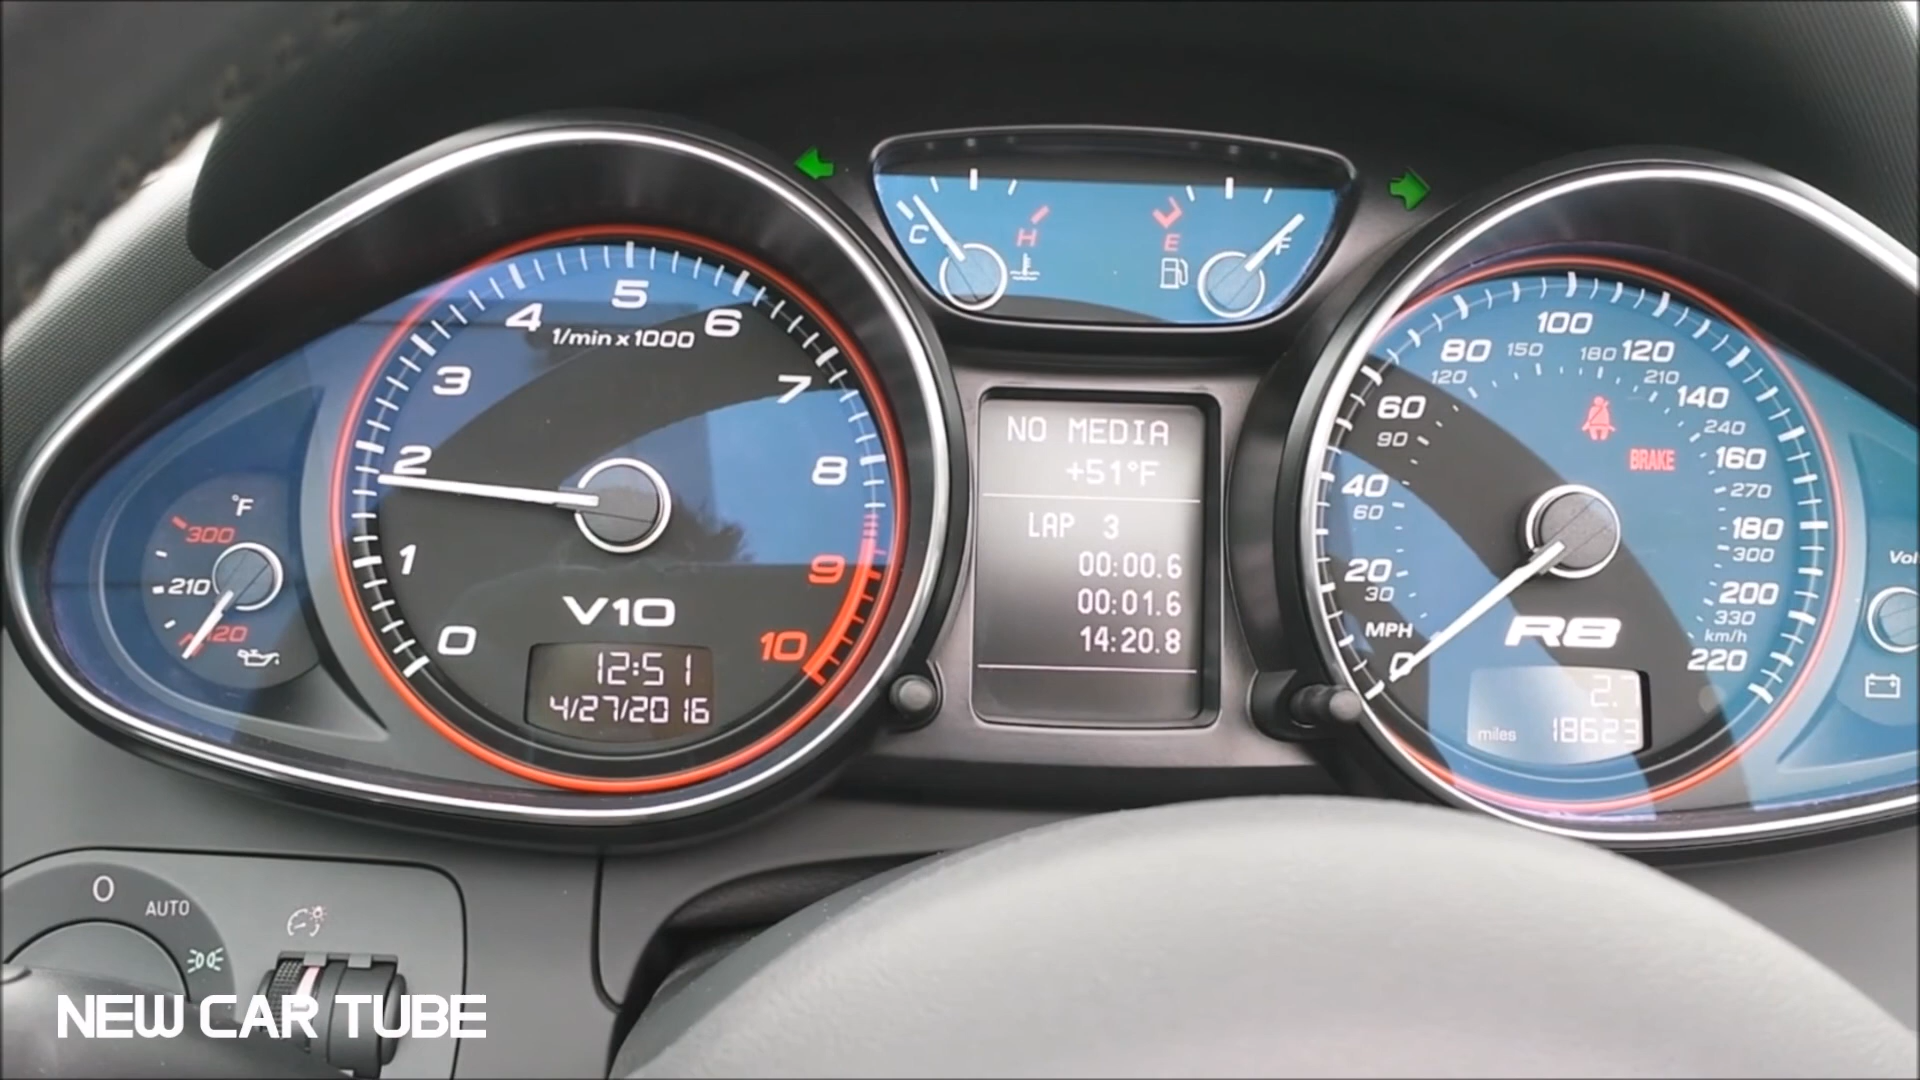 C
H
E
F
4
5
6
1/min x 1000
3
7
2
8
1
9
0
10
V10
12:51
4/27/2016
°F
300
210
120
NO MEDIA
+51°F
LAP 3
00:00.6
00:01.6
14:20.8
100
80
150
180
120
120
210
140
60
90
240
BRAKE
160
40
270
60
180
300
20
30
200
330
MPH
km/h
0
220
R8
2.7
miles 18623
Vol
0
AUTO
NEW CAR TUBE